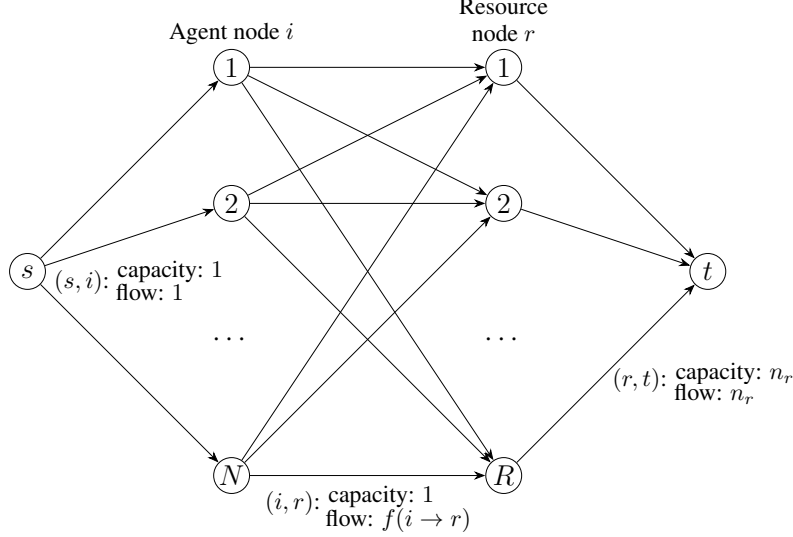 Resource
Agent node i
node r
1
1
2
2
s
t
(s, i): capacity: 1
flow: 1
...
...
(r, t): capacity: n_r
flow: n_r
N
R
(i, r): capacity: 1
flow: f(i → r)